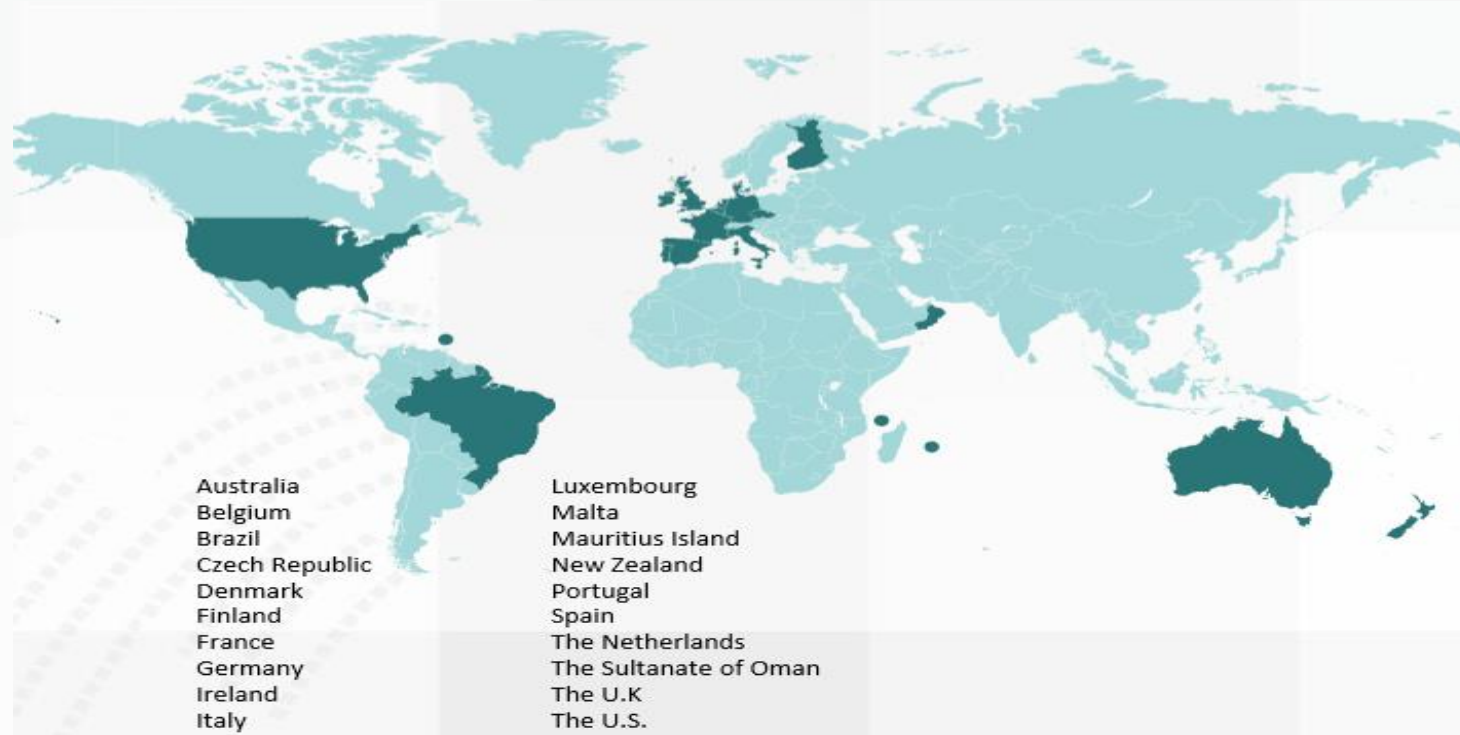 Australia
Belgium
Brazil
Czech Republic
Denmark
Finland
France
Germany
Ireland
Italy
Luxembourg
Malta
Mauritius Island
New Zealand
Portugal
Spain
The Netherlands
The Sultanate of Oman
The U.K
The U.S.